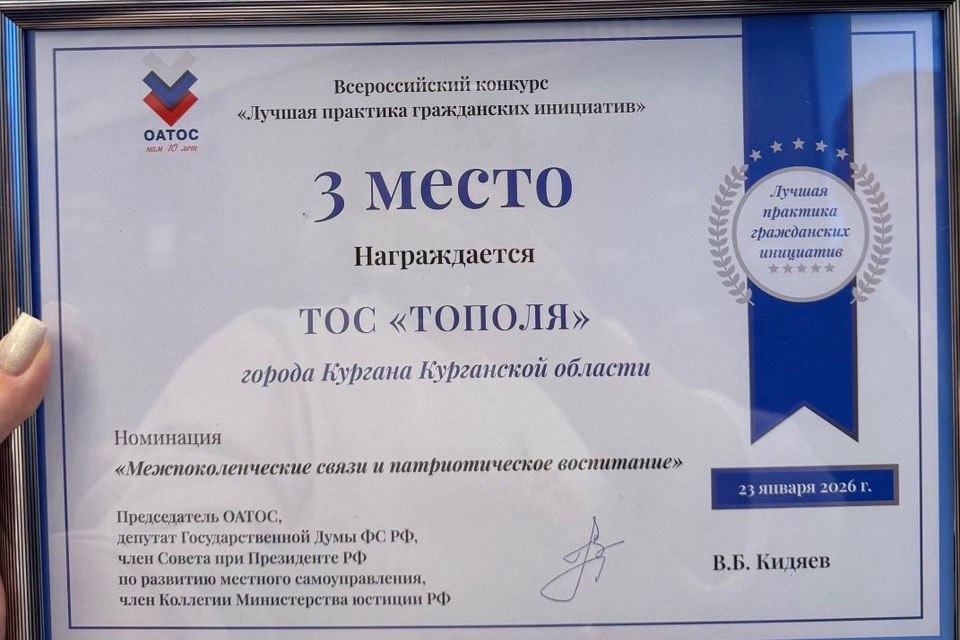 ОАТОС
нам 10 лет
Всероссийский конкурс
«Лучшая практика гражданских инициатив»
3 место
Награждается
ТОС «ТОПОЛЯ»
города Кургана Курганской области
Лучшая
практика
гражданских
инициатив
Номинация
«Межпоколенческие связи и патриотическое воспитание»
23 января 2026 г.
Председатель ОАТОС,
депутат Государственной Думы ФС РФ,
член Совета при Президенте РФ
по развитию местного самоуправления,
член Коллегии Министерства юстиции РФ
В.Б. Кидяев